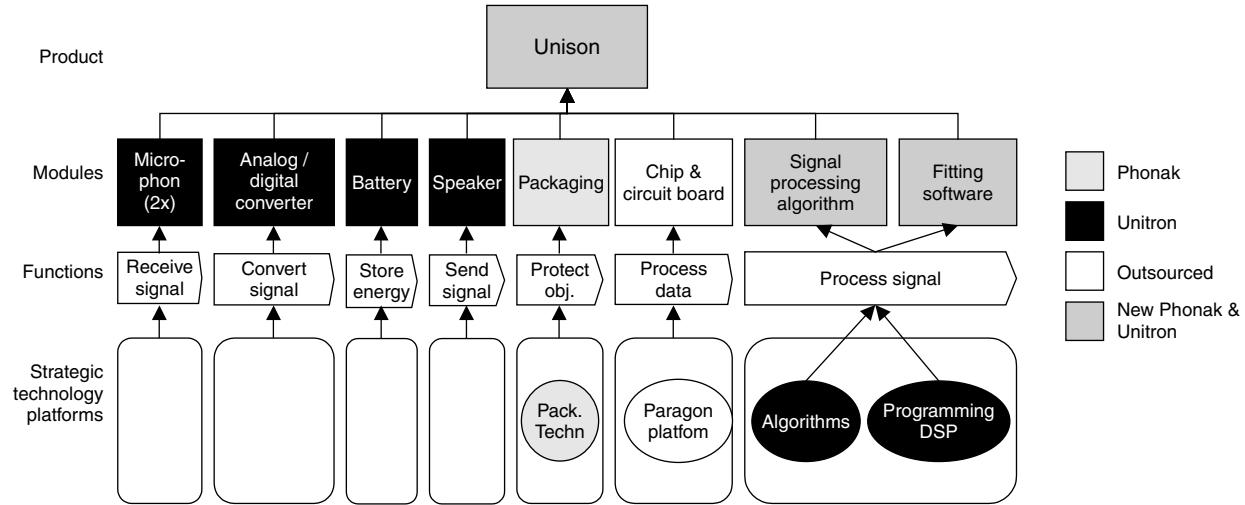 Product
Unison
Modules
Micro-
phon
(2x)
Analog /
digital
converter
Battery
Speaker
Packaging
Chip &
circuit board
Signal
processing
algorithm
Fitting
software
Functions
Receive
signal
Convert
signal
Store
energy
Send
signal
Protect
obj.
Process
data
Process signal
Strategic
technology
platforms
Pack.
Techn
Paragon
platfom
Algorithms
Programming
DSP
Phonak
Unitron
Outsourced
New Phonak &
Unitron